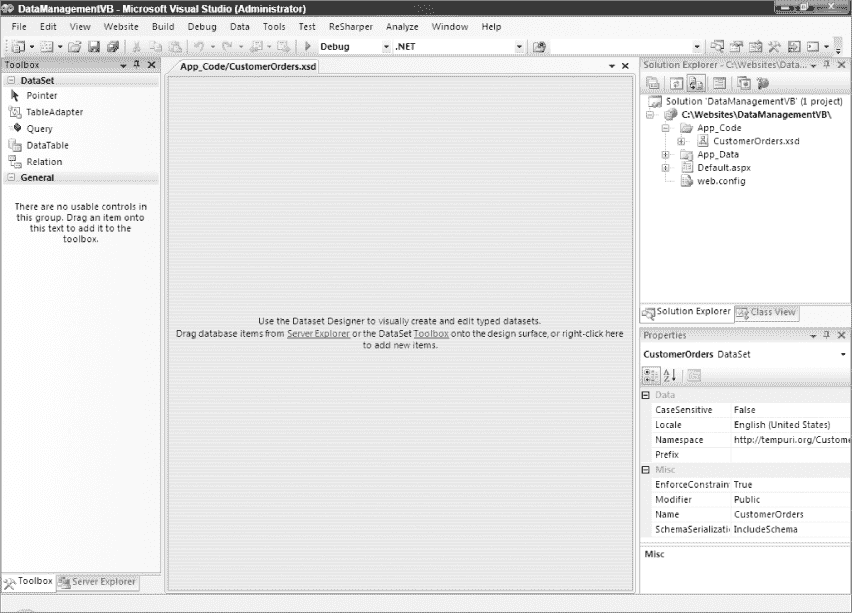 DataManagementVB - Microsoft Visual Studio (Administrator)
File Edit View Website Build Debug Data Tools Test ReSharper Analyze Window Help
Debug .NET
Toolbox
DataSet
Pointer
TableAdapter
Query
DataTable
Relation
General
There are no usable controls in
this group. Drag an item onto
this text to add it to the
toolbox.
Toolbox Server Explorer
App_Code/CustomerOrders.xsd
Use the Dataset Designer to visually create and edit typed datasets.
Drag database items from Server Explorer or the DataSet Toolbox onto the design surface, or right-click here
to add new items.
Solution Explorer - C:\Websites\Data...
Solution 'DataManagementVB' (1 project)
C:\Websites\DataManagementVB\
App_Code
CustomerOrders.xsd
App_Data
Default.aspx
web.config
Solution Explorer Class View
Properties
CustomerOrders DataSet
Data
CaseSensitive False
Locale English (United States)
Namespace http://tempuri.org/Custome
Prefix
Misc
EnforceConstrain True
Modifier Public
Name CustomerOrders
SchemaSerializati IncludeSchema
Misc